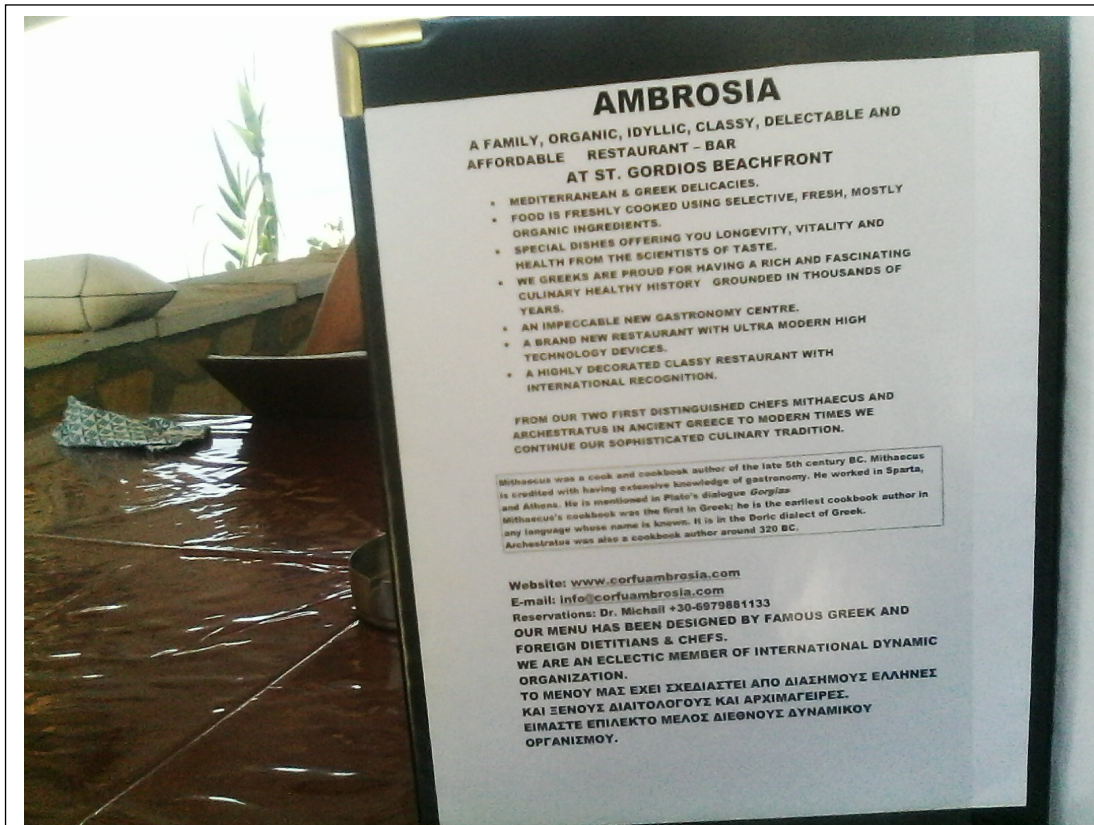 AMBROSIA
A FAMILY, ORGANIC, IDYLLIC, CLASSY, DELECTABLE AND
AFFORDABLE RESTAURANT – BAR
AT ST. GORDIOS BEACHFRONT
• MEDITERRANEAN & GREEK DELICACIES.
• FOOD IS FRESHLY COOKED USING SELECTIVE, FRESH, MOSTLY
ORGANIC INGREDIENTS.
• SPECIAL DISHES OFFERING YOU LONGEVITY, VITALITY AND
HEALTH FROM THE SCIENTISTS OF TASTE.
• WE GREEKS ARE PROUD FOR HAVING A RICH AND FASCINATING
CULINARY HEALTHY HISTORY GROUNDED IN THOUSANDS OF
YEARS.
• AN IMPECCABLE NEW GASTRONOMY CENTRE.
• A BRAND NEW RESTAURANT WITH ULTRA MODERN HIGH
TECHNOLOGY DEVICES.
• A HIGHLY DECORATED CLASSY RESTAURANT WITH
INTERNATIONAL RECOGNITION.
FROM OUR TWO FIRST DISTINGUISHED CHEFS MITHAECUS AND
ARCHESTRATUS IN ANCIENT GREECE TO MODERN TIMES WE
CONTINUE OUR SOPHISTICATED CULINARY TRADITION.
Mithaecus was a cook and cookbook author of the late 5th century BC. Mithaecus
is credited with having extensive knowledge of gastronomy. He worked in Sparta,
and Athens. He is mentioned in Plato's dialogue Gorgias
Mithaecus's cookbook was the first in Greek; he is the earliest cookbook author in
any language whose name is known. It is in the Doric dialect of Greek.
Archestratus was also a cookbook author around 320 BC.
Website: www.corfuambrosia.com
E-mail: info@corfuambrosia.com
Reservations: Dr. Michail +30-6979881133
OUR MENU HAS BEEN DESIGNED BY FAMOUS GREEK AND
FOREIGN DIETITIANS & CHEFS.
WE ARE AN ECLECTIC MEMBER OF INTERNATIONAL DYNAMIC
ORGANIZATION.
ΤΟ ΜΕΝΟΥ ΜΑΣ ΕΧΕΙ ΣΧΕΔΙΑΣΤΕΙ ΑΠΟ ΔΙΑΣΗΜΟΥΣ ΕΛΛΗΝΕΣ
ΚΑΙ ΞΕΝΟΥΣ ΔΙΑΙΤΟΛΟΓΟΥΣ ΚΑΙ ΑΡΧΙΜΑΓΕΙΡΕΣ.
ΕΙΜΑΣΤΕ ΕΠΙΛΕΚΤΟ ΜΕΛΟΣ ΔΙΕΘΝΟΥΣ ΔΥΝΑΜΙΚΟΥ
ΟΡΓΑΝΙΣΜΟΥ.